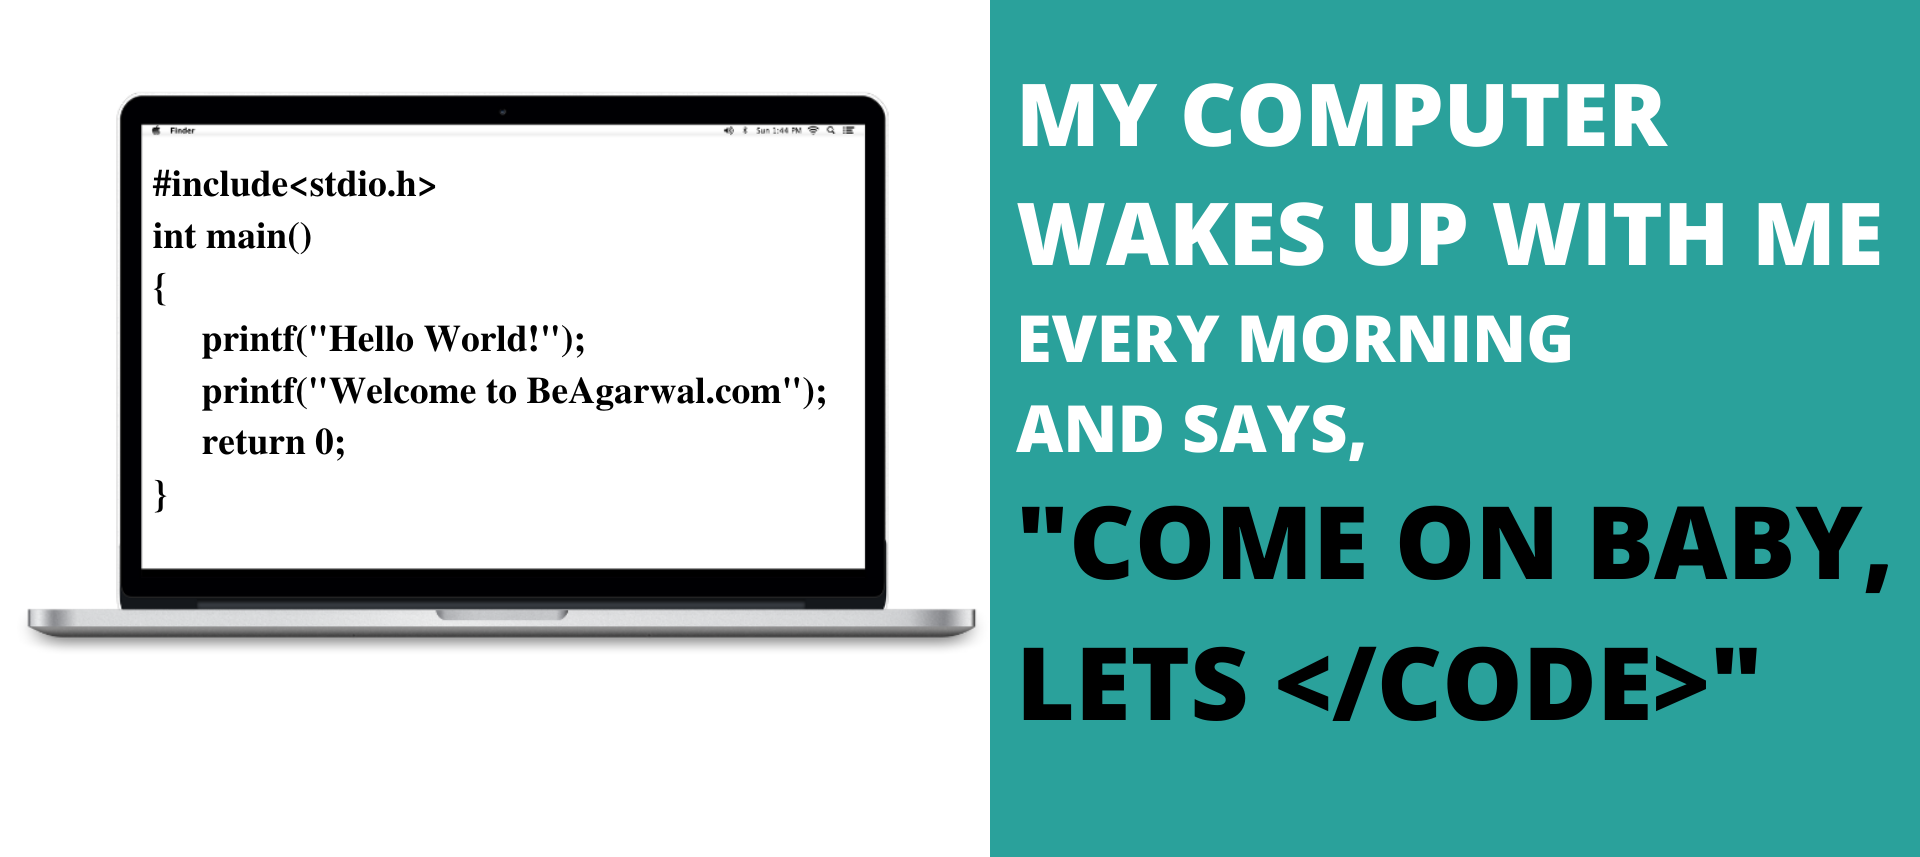 Finder
Sun 1:44 PM
#include<stdio.h>
int main()
{
printf("Hello World!");
printf("Welcome to BeAgarwal.com");
return 0;
}
MY COMPUTER
WAKES UP WITH ME
EVERY MORNING
AND SAYS,
"COME ON BABY,
LETS </CODE>"